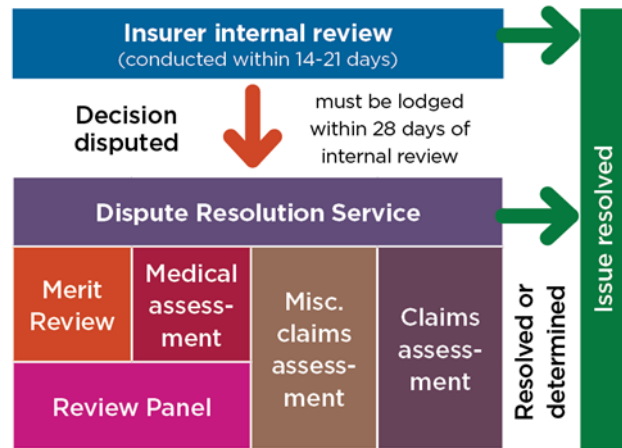 Insurer internal review
(conducted within 14-21 days)
Decision
disputed
must be lodged
within 28 days of
internal review
Dispute Resolution Service
Merit
Review
Medical
assess-
ment
Misc.
claims
assess-
ment
Claims
assess-
ment
Review Panel
Resolved or
determined
Issue resolved